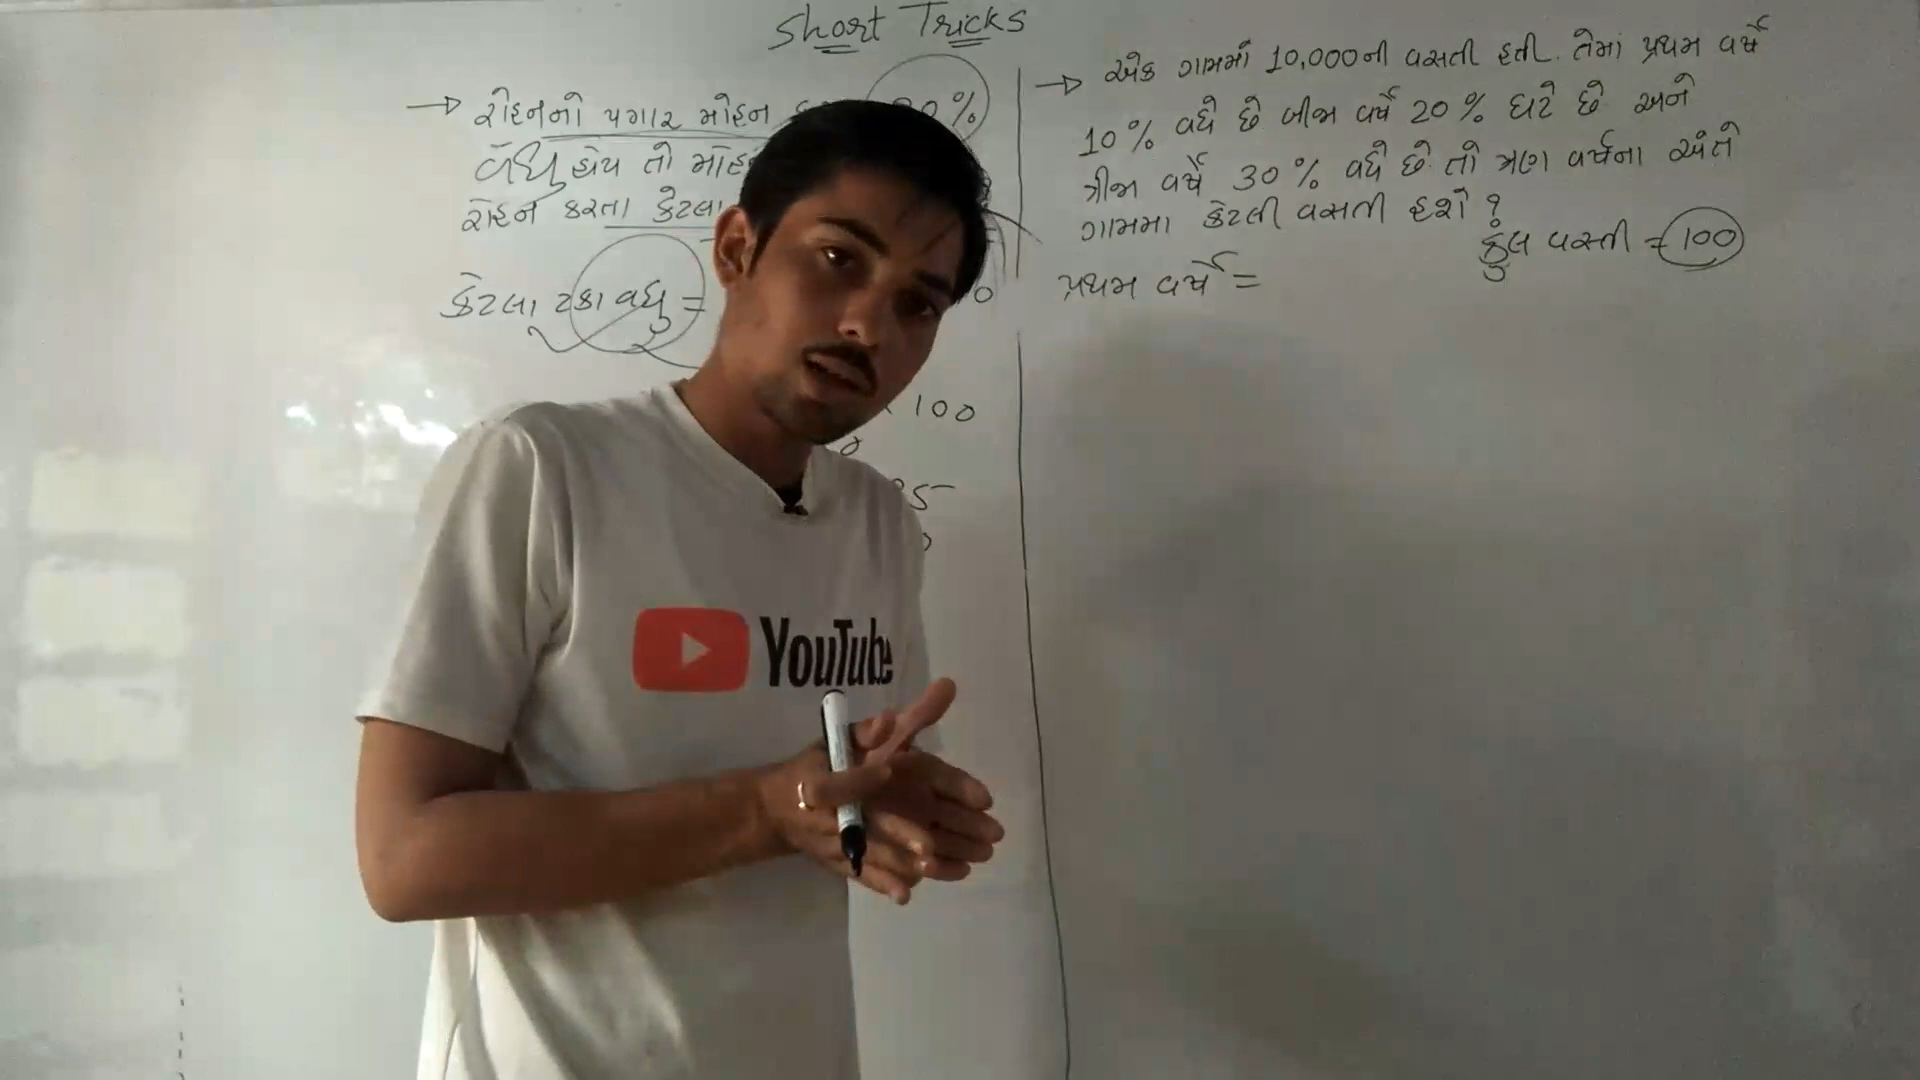 Short Tricks
→ રોહનનો પગાર મોહન %
વધુ હોય તો
રોહન કરતા કેટલા
કેટલા ટકા વધુ =
100
→ એક ગામમાં 10,000ની વસતી હતી. તેમાં પ્રથમ વર્ષે
10% વધે છે બીજા વર્ષે 20% ઘટે છે અને
ત્રીજા વર્ષે 30% વધે છે તો ત્રણ વર્ષના અંતે
ગામમા કેટલી વસતી હશે ?
કુલ વસ્તી = 100
પ્રથમ વર્ષે =
YouTube